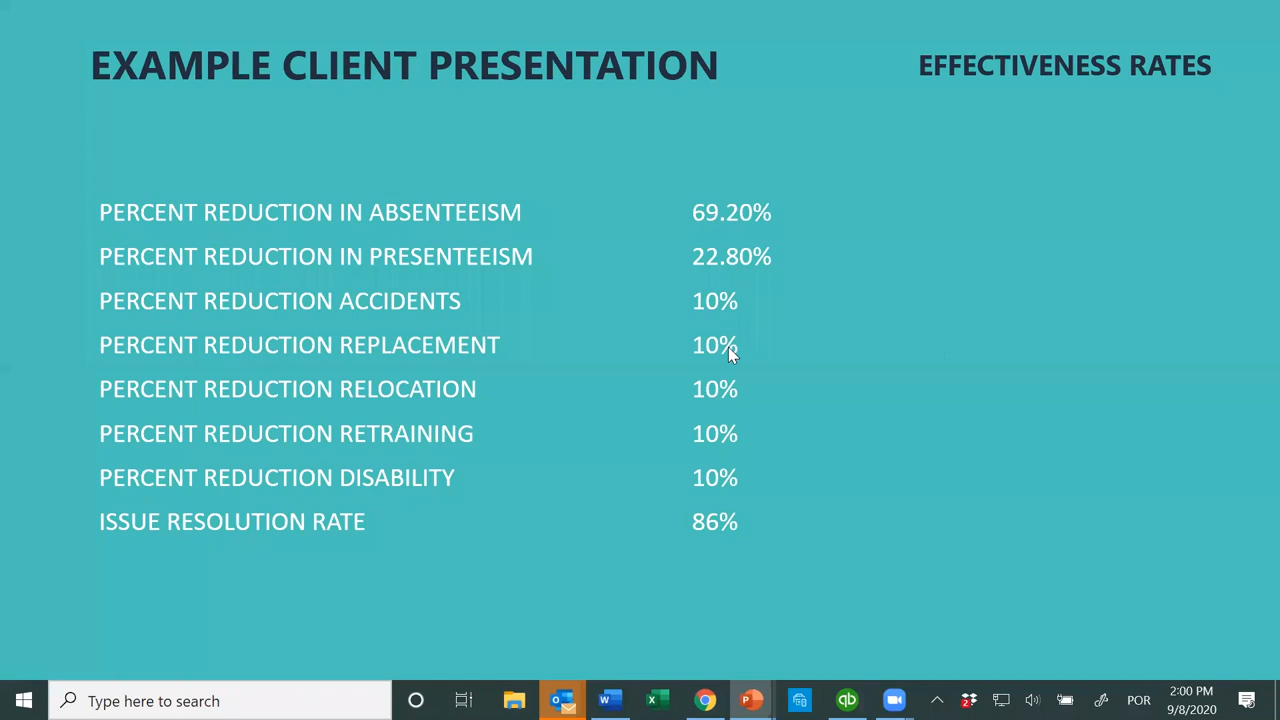 EXAMPLE CLIENT PRESENTATION
EFFECTIVENESS RATES
PERCENT REDUCTION IN ABSENTEEISM 69.20%
PERCENT REDUCTION IN PRESENTEEISM 22.80%
PERCENT REDUCTION ACCIDENTS 10%
PERCENT REDUCTION REPLACEMENT 10%
PERCENT REDUCTION RELOCATION 10%
PERCENT REDUCTION RETRAINING 10%
PERCENT REDUCTION DISABILITY 10%
ISSUE RESOLUTION RATE 86%
Type here to search
2
POR
2:00 PM
9/8/2020